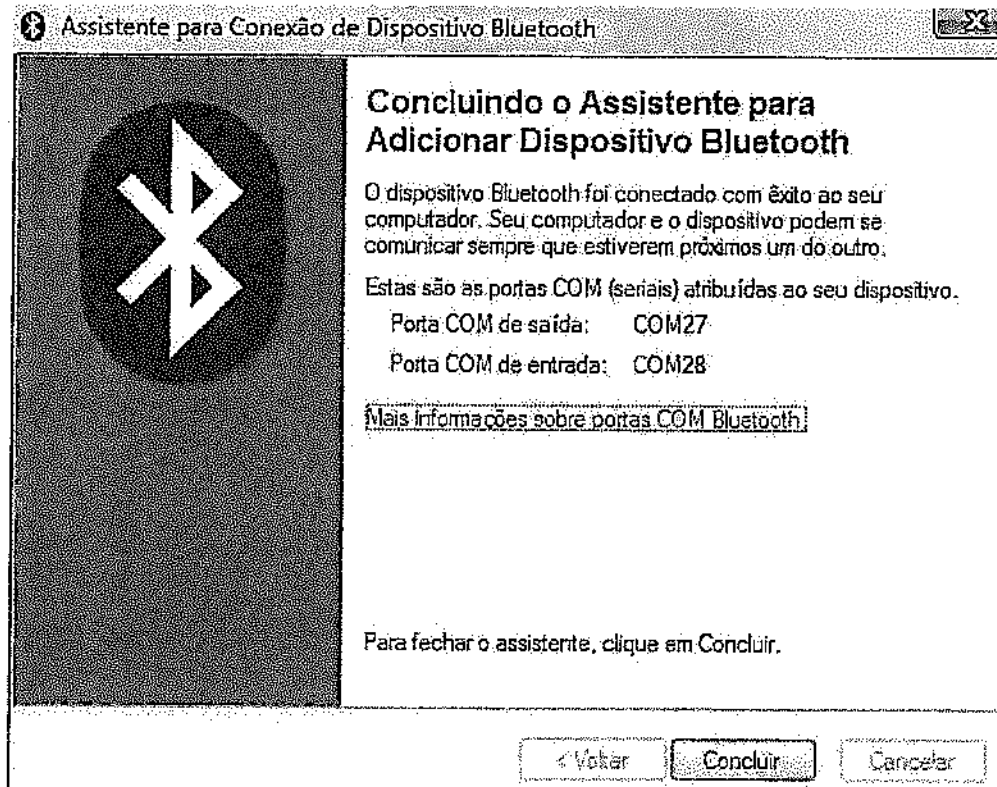 Assistente para Conexão de Dispositivo Bluetooth
Concluindo o Assistente para
Adicionar Dispositivo Bluetooth
O dispositivo Bluetooth foi conectado com êxito ao seu
computador. Seu computador e o dispositivo podem se
comunicar sempre que estiverem próximos um do outro.
Estas são as portas COM (seriais) atribuídas ao seu dispositivo.
Porta COM de saída: COM27
Porta COM de entrada: COM28
Mais informações sobre portas COM Bluetooth
Para fechar o assistente, clique em Concluir.
< Voltar Concluir Cancelar